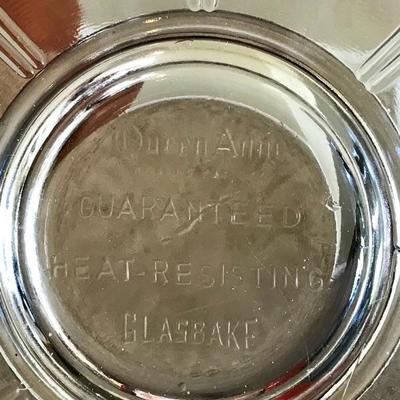 Queen Anne
GUARANTEED
HEAT-RESISTING
GLASBAKE